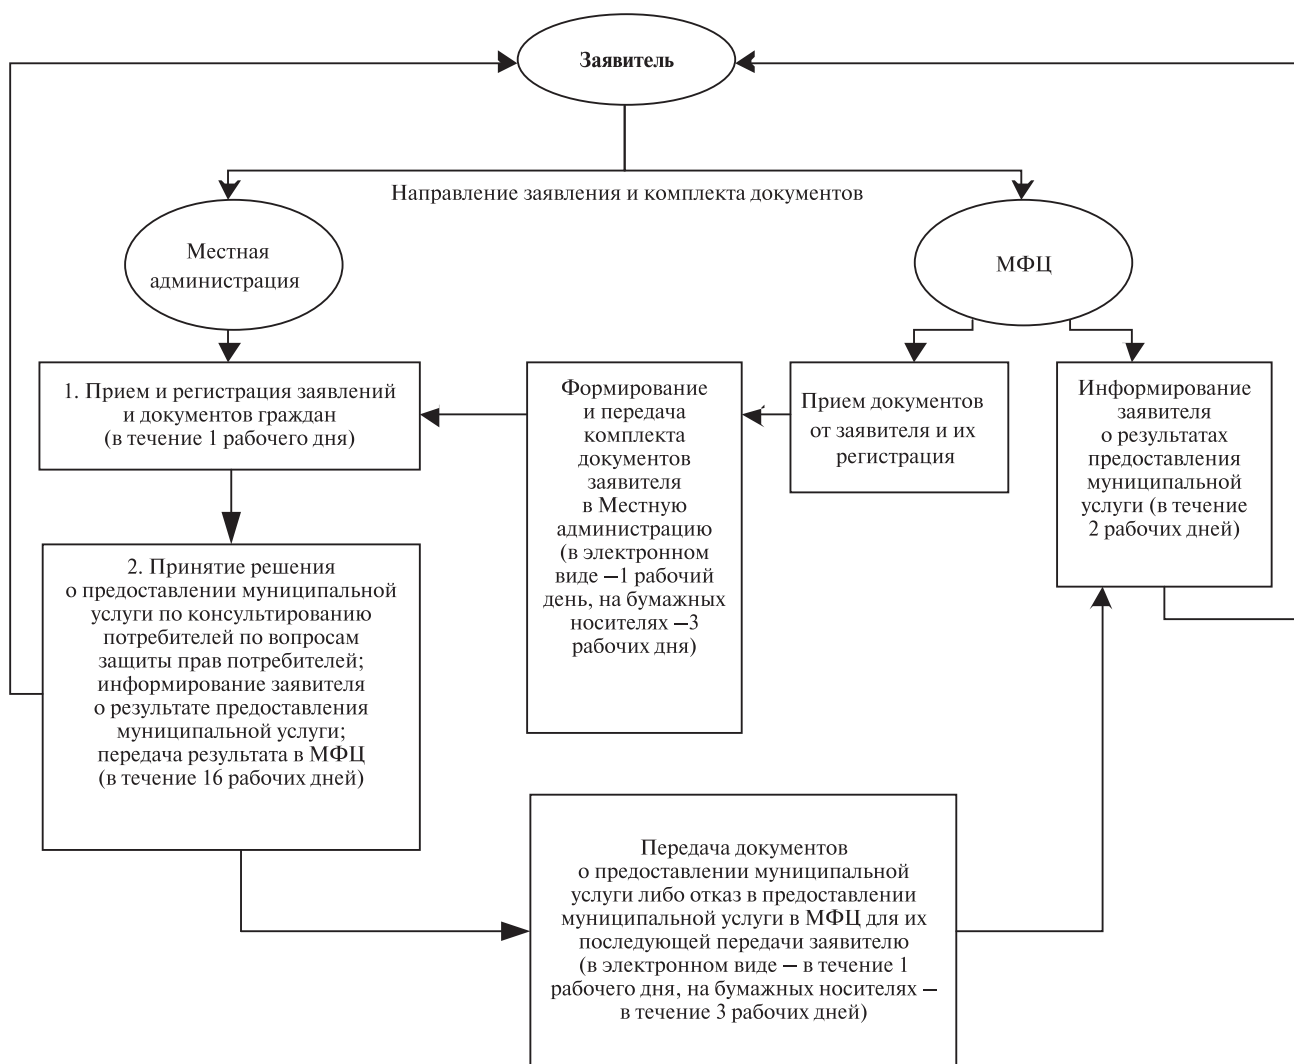 Заявитель
Направление заявления и комплекта документов
Местная
администрация
МФЦ
1. Прием и регистрация заявлений
и документов граждан
(в течение 1 рабочего дня)
Формирование
и передача
комплекта
документов
заявителя
в Местную
администрацию
(в электронном
виде —1 рабочий
день, на бумажных
носителях —3
рабочих дня)
Прием документов
от заявителя и их
регистрация
Информирование
заявителя
о результатах
предоставления
муниципальной
услуги (в течение
2 рабочих дней)
2. Принятие решения
о предоставлении муниципальной
услуги по консультированию
потребителей по вопросам
защиты прав потребителей;
информирование заявителя
о результате предоставления
муниципальной услуги;
передача результата в МФЦ
(в течение 16 рабочих дней)
Передача документов
о предоставлении муниципальной
услуги либо отказ в предоставлении
муниципальной услуги в МФЦ для их
последующей передачи заявителю
(в электронном виде — в течение 1
рабочего дня, на бумажных носителях —
в течение 3 рабочих дней)